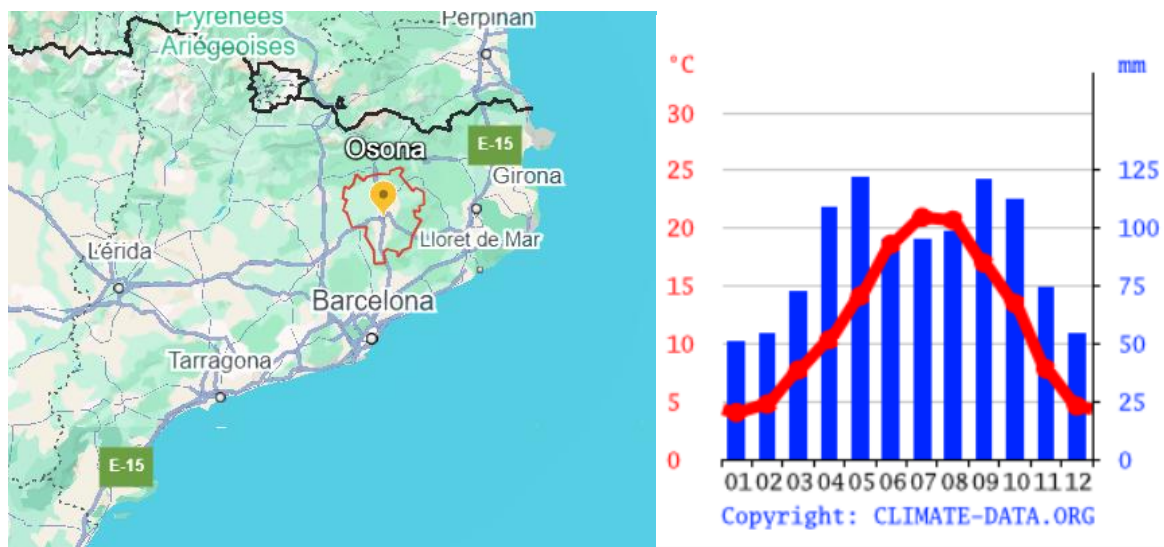 Pyrenees
Ariégeoises
Perpiñán
Osona
E-15
Girona
Lérida
Lloret de Mar
Barcelona
Tarragona
E-15
°C
mm
30
25
125
20
100
15
75
10
50
5
25
0
0
01 02 03 04 05 06 07 08 09 10 11 12
Copyright: CLIMATE-DATA.ORG